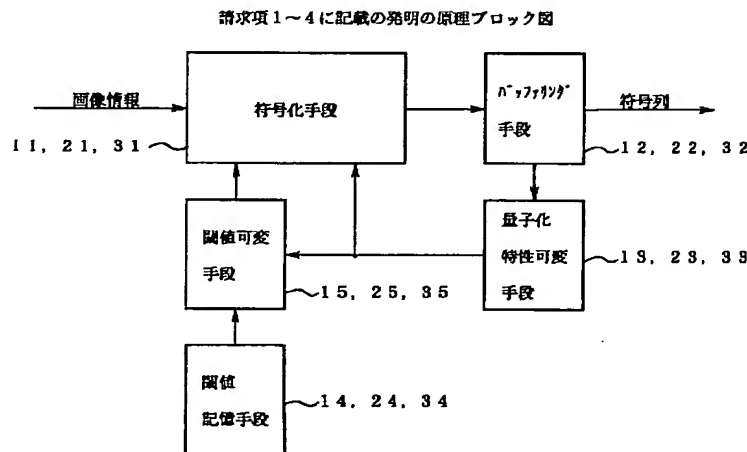 請求項1～4に記載の発明の原理ブロック図
画像情報
符号化手段
ﾊﾞｯﾌｧﾘﾝｸﾞ
手段
符号列
11, 21, 31
12, 22, 32
閾値可変
手段
量子化
特性可変
手段
13, 23, 33
15, 25, 35
閾値
記憶手段
14, 24, 34